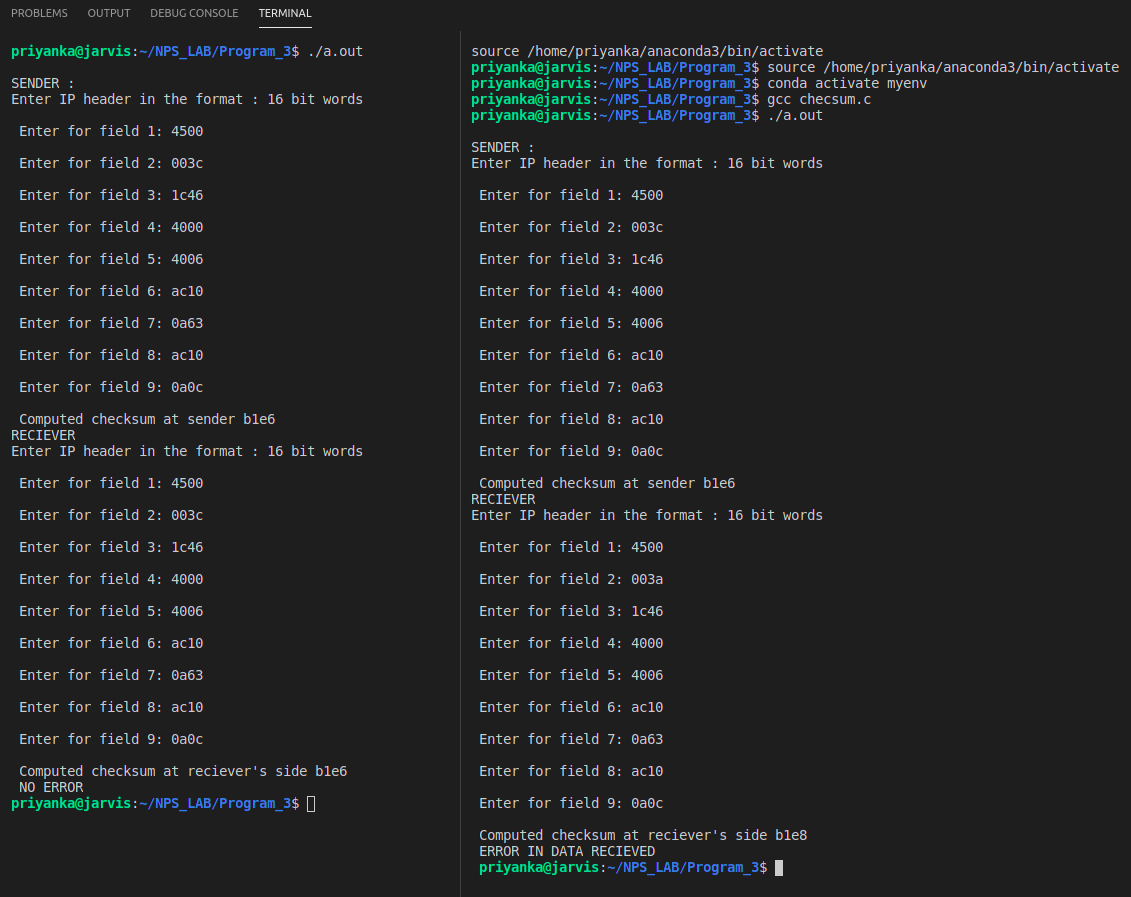 PROBLEMS OUTPUT DEBUG CONSOLE TERMINAL
priyanka@jarvis:~/NPS_LAB/Program_3$ ./a.out
SENDER :
Enter IP header in the format : 16 bit words
Enter for field 1: 4500
Enter for field 2: 003c
Enter for field 3: 1c46
Enter for field 4: 4000
Enter for field 5: 4006
Enter for field 6: ac10
Enter for field 7: 0a63
Enter for field 8: ac10
Enter for field 9: 0a0c
Computed checksum at sender b1e6
RECIEVER
Enter IP header in the format : 16 bit words
Enter for field 1: 4500
Enter for field 2: 003c
Enter for field 3: 1c46
Enter for field 4: 4000
Enter for field 5: 4006
Enter for field 6: ac10
Enter for field 7: 0a63
Enter for field 8: ac10
Enter for field 9: 0a0c
Computed checksum at reciever's side b1e6
NO ERROR
priyanka@jarvis:~/NPS_LAB/Program_3$
source /home/priyanka/anaconda3/bin/activate
priyanka@jarvis:~/NPS_LAB/Program_3$ source /home/priyanka/anaconda3/bin/activate
priyanka@jarvis:~/NPS_LAB/Program_3$ conda activate myenv
priyanka@jarvis:~/NPS_LAB/Program_3$ gcc checsum.c
priyanka@jarvis:~/NPS_LAB/Program_3$ ./a.out
SENDER :
Enter IP header in the format : 16 bit words
Enter for field 1: 4500
Enter for field 2: 003c
Enter for field 3: 1c46
Enter for field 4: 4000
Enter for field 5: 4006
Enter for field 6: ac10
Enter for field 7: 0a63
Enter for field 8: ac10
Enter for field 9: 0a0c
Computed checksum at sender b1e6
RECIEVER
Enter IP header in the format : 16 bit words
Enter for field 1: 4500
Enter for field 2: 003a
Enter for field 3: 1c46
Enter for field 4: 4000
Enter for field 5: 4006
Enter for field 6: ac10
Enter for field 7: 0a63
Enter for field 8: ac10
Enter for field 9: 0a0c
Computed checksum at reciever's side b1e8
ERROR IN DATA RECIEVED
priyanka@jarvis:~/NPS_LAB/Program_3$